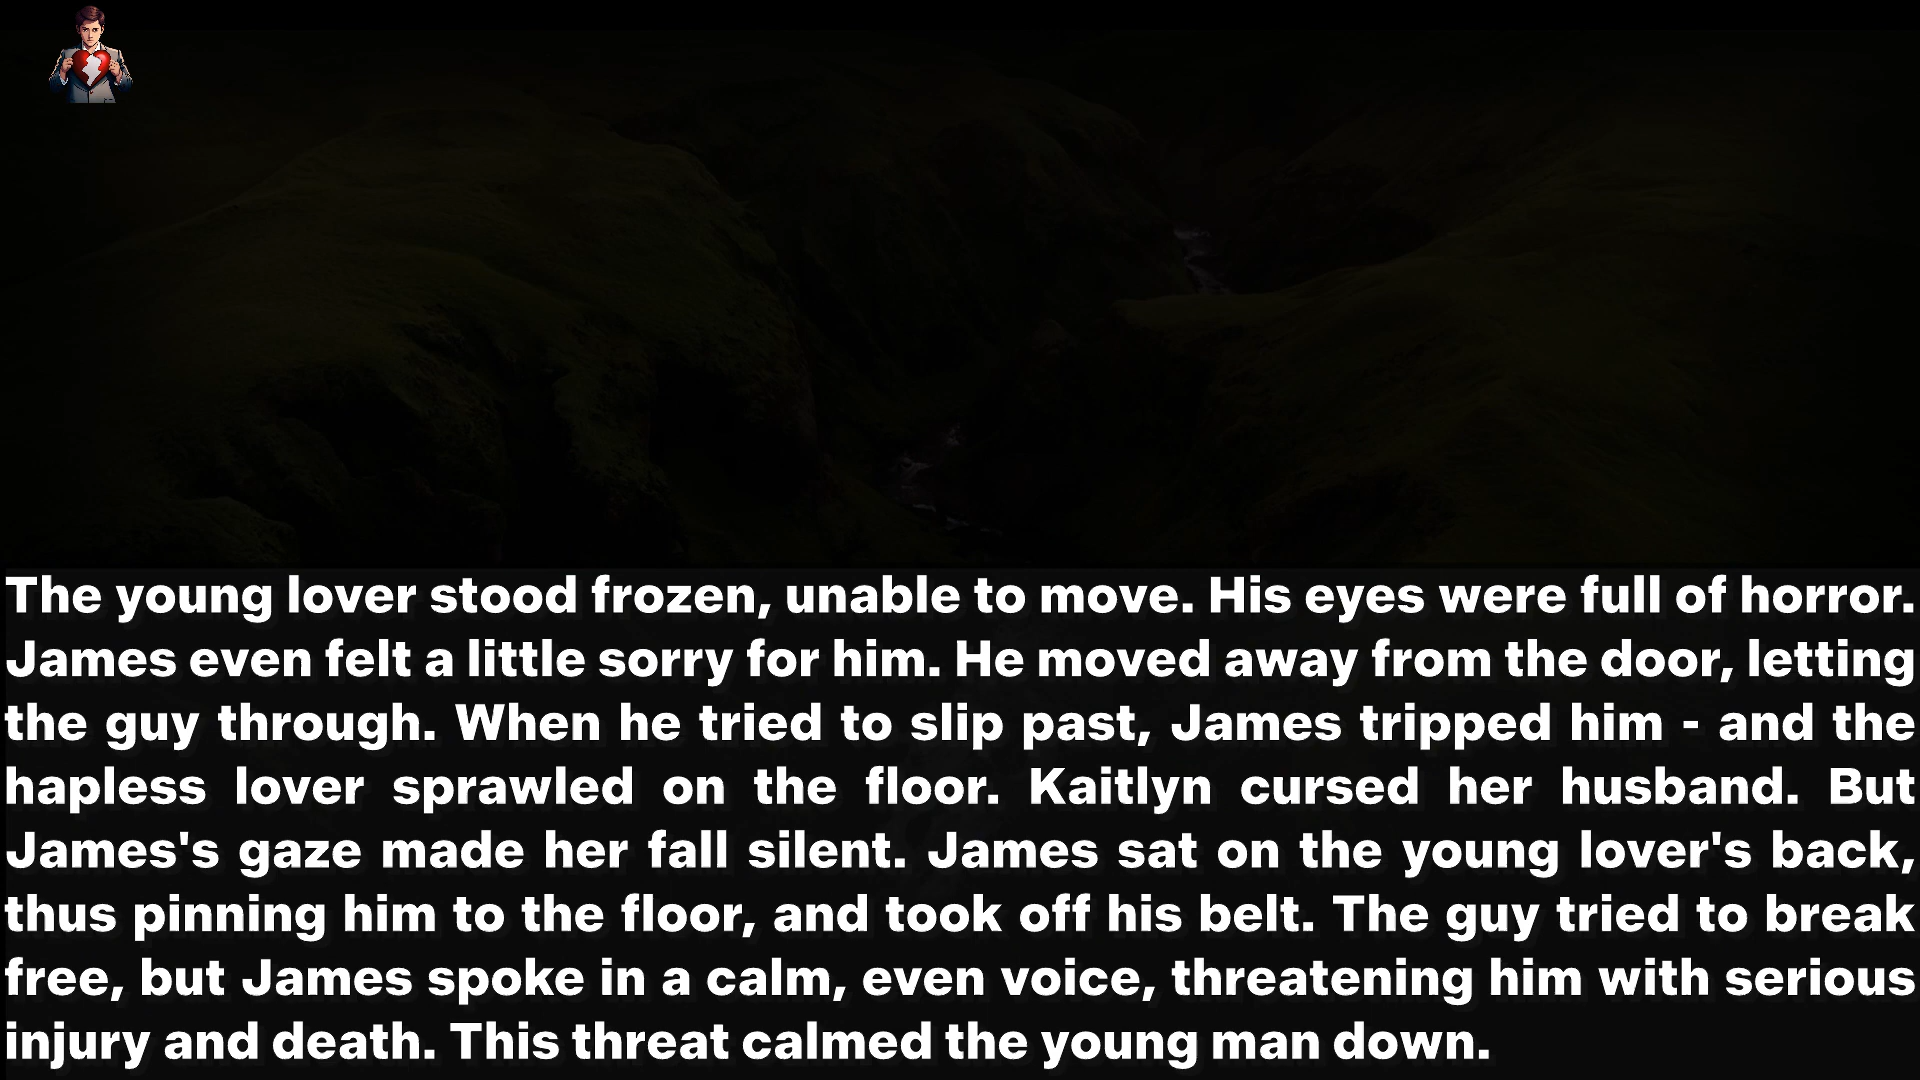 The young lover stood frozen, unable to move. His eyes were full of horror.
James even felt a little sorry for him. He moved away from the door, letting
the guy through. When he tried to slip past, James tripped him - and the
hapless lover sprawled on the floor. Kaitlyn cursed her husband. But
James's gaze made her fall silent. James sat on the young lover's back,
thus pinning him to the floor, and took off his belt. The guy tried to break
free, but James spoke in a calm, even voice, threatening him with serious
injury and death. This threat calmed the young man down.